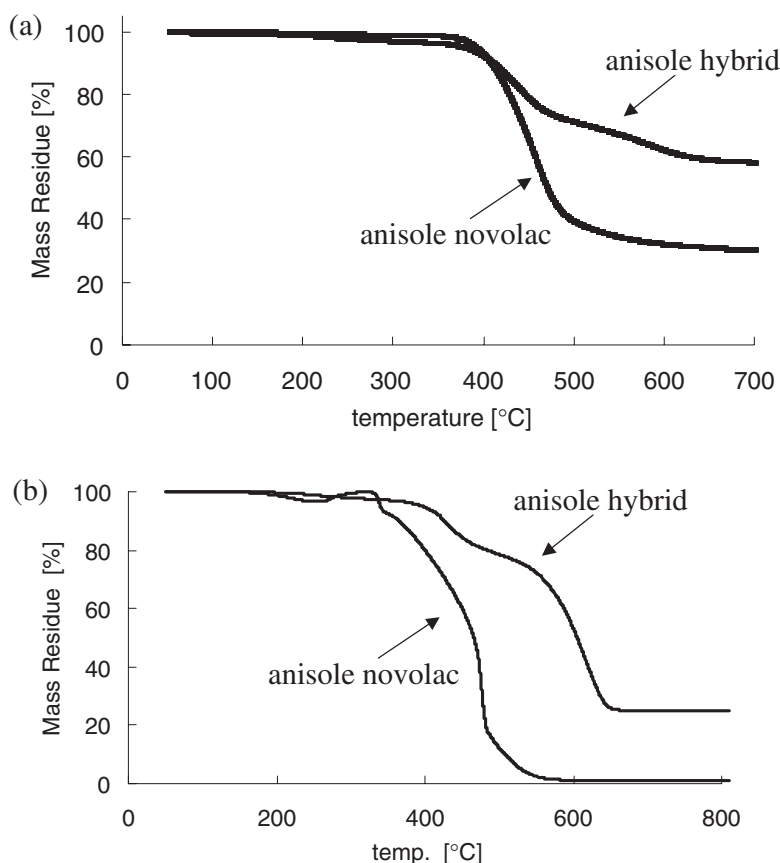 (a)
100
80
60
40
20
0
Mass Residue [%]
anisole hybrid
anisole novolac
0 100 200 300 400 500 600 700
temperature [°C]
(b)
100
80
60
40
20
0
Mass Residue [%]
anisole hybrid
anisole novolac
0 200 400 600 800
temp. [°C]